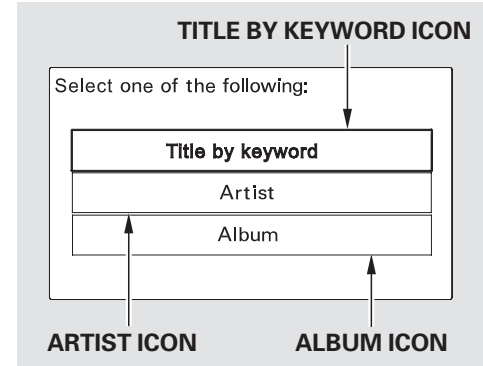 TITLE BY KEYWORD ICON
Select one of the following:
Title by keyword
Artist
Album
ARTIST ICON
ALBUM ICON